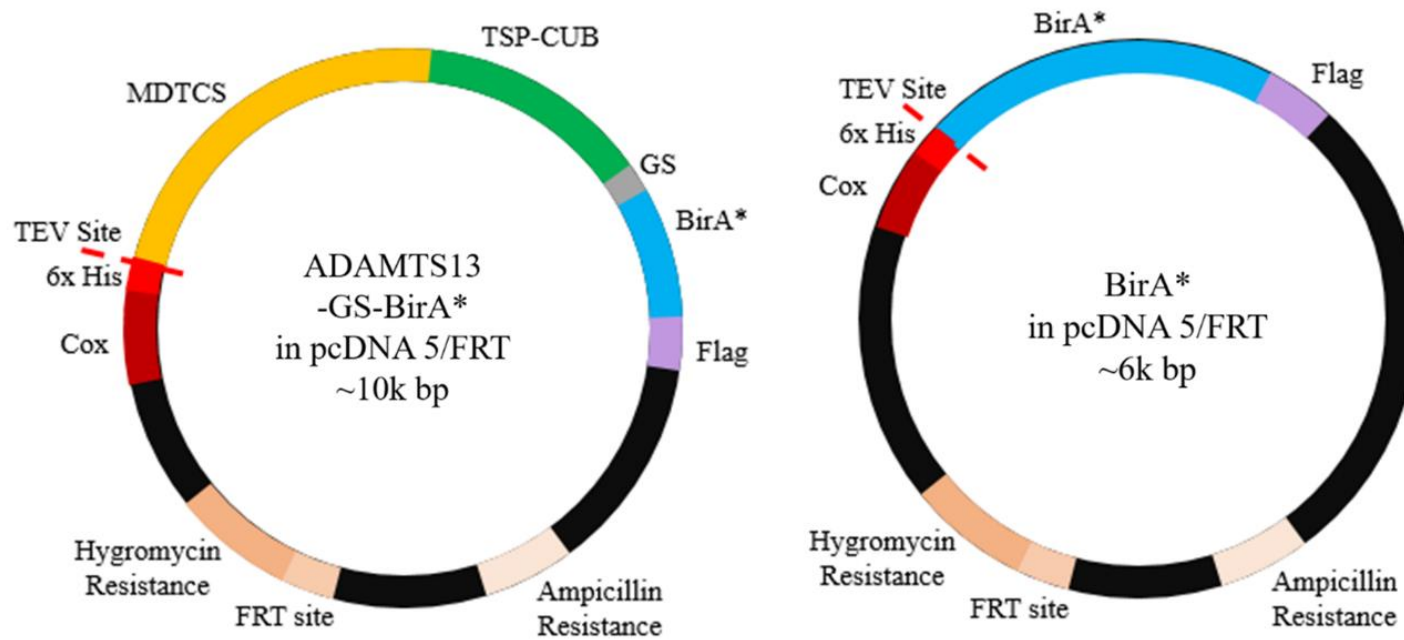 TSP-CUB
MDTCS
GS
BirA*
TEV Site
6x His
Cox
Flag
ADAMTS13
-GS-BirA*
in pcDNA 5/FRT
~10k bp
Hygromycin
Resistance
FRT site
Ampicillin
Resistance
BirA*
Flag
TEV Site
6x His
Cox
BirA*
in pcDNA 5/FRT
~6k bp
Hygromycin
Resistance
FRT site
Ampicillin
Resistance